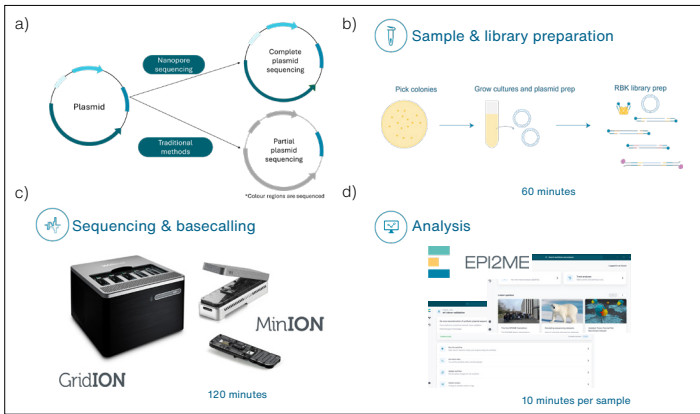 a)
Nanopore
sequencing
Complete
plasmid
sequencing
Plasmid
Traditional
methods
Partial
plasmid
sequencing
*Colour regions are sequenced
b)
Sample & library preparation
Pick colonies
Grow cultures and plasmid prep
RBK library prep
60 minutes
c)
Sequencing & basecalling
GridION
MinION
120 minutes
d)
Analysis
EPI2ME
10 minutes per sample